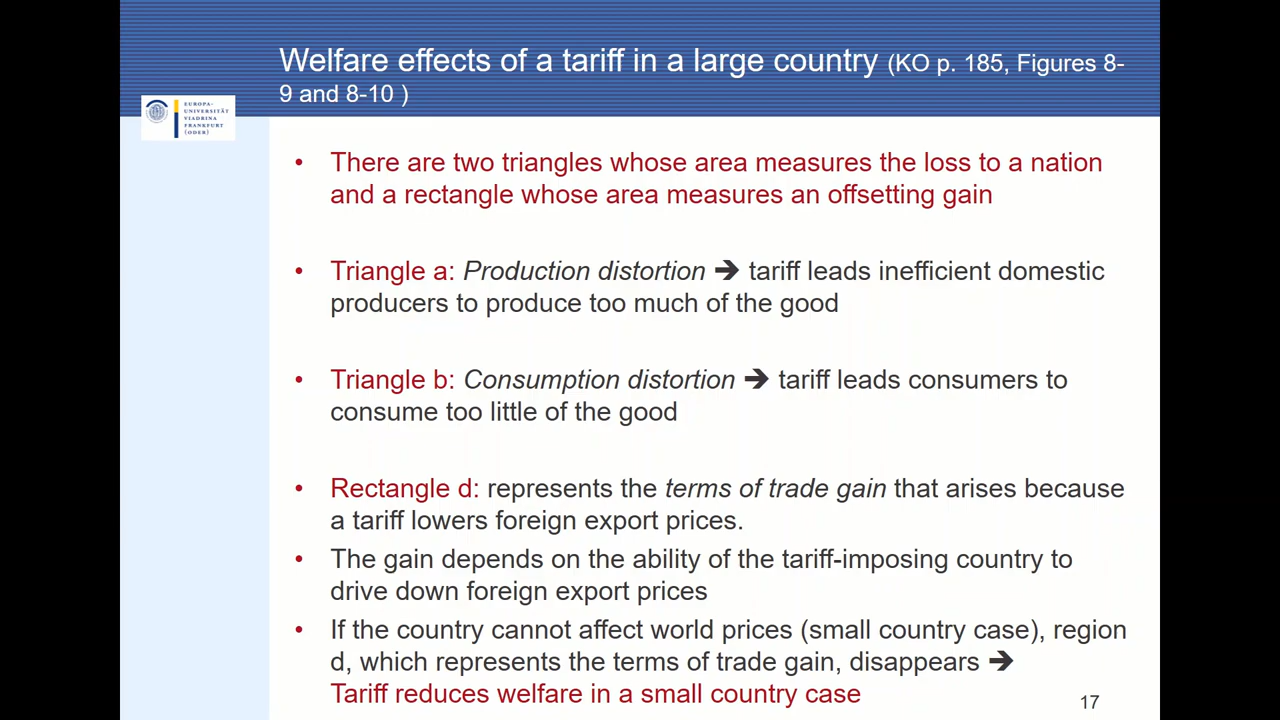 Welfare effects of a tariff in a large country (KO p. 185, Figures 8-
9 and 8-10 )
EUROPA-
UNIVERSITÄT
VIADRINA
FRANKFURT
(ODER)
• There are two triangles whose area measures the loss to a nation
and a rectangle whose area measures an offsetting gain
• Triangle a: Production distortion ➔ tariff leads inefficient domestic
producers to produce too much of the good
• Triangle b: Consumption distortion ➔ tariff leads consumers to
consume too little of the good
• Rectangle d: represents the terms of trade gain that arises because
a tariff lowers foreign export prices.
• The gain depends on the ability of the tariff-imposing country to
drive down foreign export prices
• If the country cannot affect world prices (small country case), region
d, which represents the terms of trade gain, disappears ➔
Tariff reduces welfare in a small country case
17